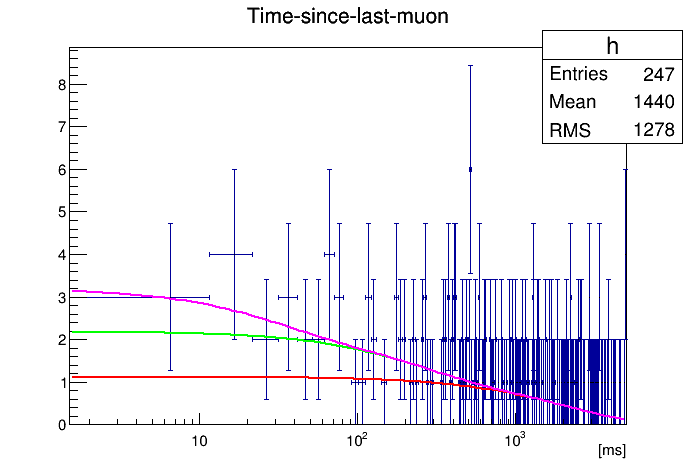 Time-since-last-muon
h
Entries 247
Mean 1440
RMS 1278
8
7
6
5
4
3
2
1
0
10 10² 10³
[ms]